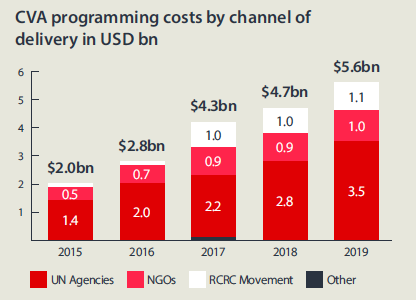 CVA programming costs by channel of
delivery in USD bn
6
5
4
3
2
1
$2.0bn
0.5
1.4
$2.8bn
0.7
2.0
$4.3bn
1.0
0.9
2.2
$4.7bn
1.0
0.9
2.8
$5.6bn
1.1
1.0
3.5
2015 2016 2017 2018 2019
UN Agencies NGOs RCRC Movement Other